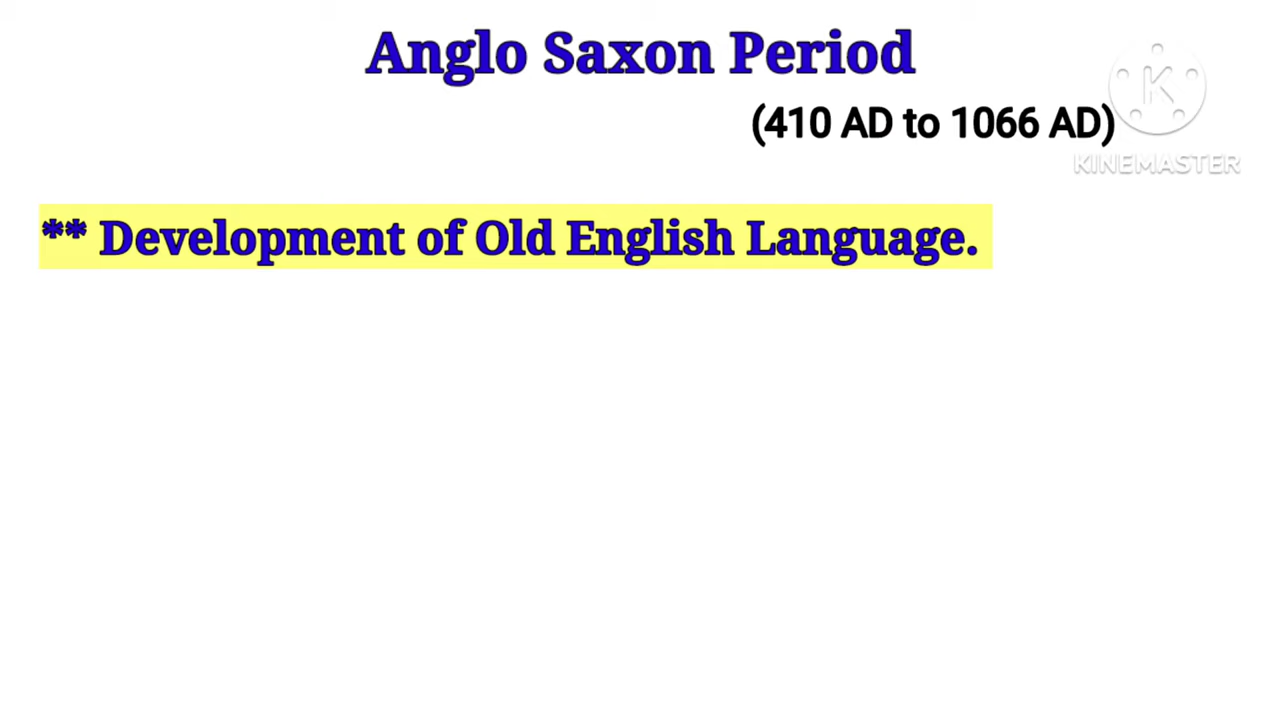 Anglo Saxon Period
(410 AD to 1066 AD)
K
KINEMASTER
** Development of Old English Language.